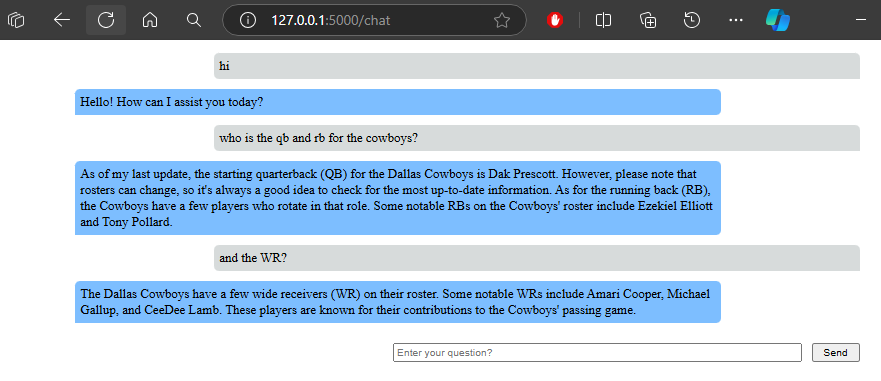 127.0.0.1:5000/chat
hi
Hello! How can I assist you today?
who is the qb and rb for the cowboys?
As of my last update, the starting quarterback (QB) for the Dallas Cowboys is Dak Prescott. However, please note that
rosters can change, so it's always a good idea to check for the most up-to-date information. As for the running back (RB),
the Cowboys have a few players who rotate in that role. Some notable RBs on the Cowboys' roster include Ezekiel Elliott
and Tony Pollard.
and the WR?
The Dallas Cowboys have a few wide receivers (WR) on their roster. Some notable WRs include Amari Cooper, Michael
Gallup, and CeeDee Lamb. These players are known for their contributions to the Cowboys' passing game.
Enter your question? Send